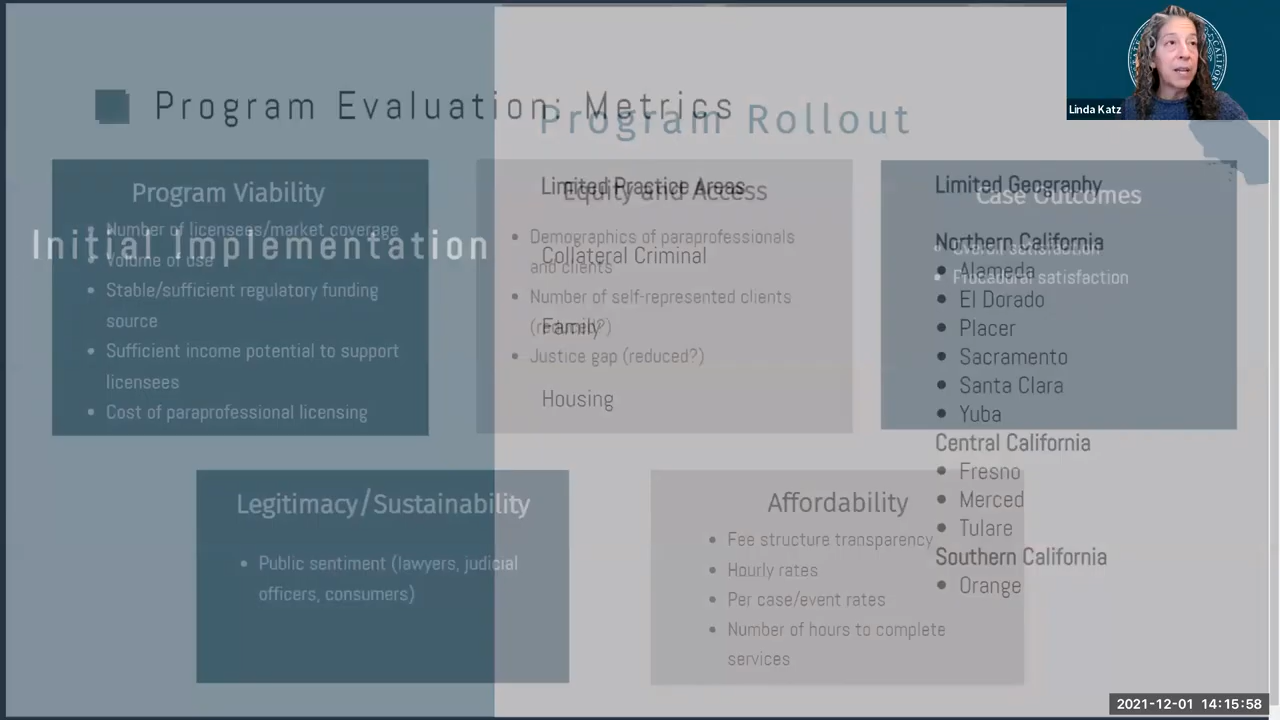 Program Evaluation: Metrics
Program Viability
• Number of licensees/market coverage
• Volume of use
• Stable/sufficient regulatory funding
source
• Sufficient income potential to support
licensees
• Cost of paraprofessional licensing
Equity and Access
• Demographics of paraprofessionals
and clients
• Number of self-represented clients
(reduced?)
• Justice gap (reduced?)
Case Outcomes
• Overall satisfaction
• Procedural satisfaction
Legitimacy/Sustainability
• Public sentiment (lawyers, judicial
officers, consumers)
Affordability
• Fee structure transparency
• Hourly rates
• Per case/event rates
• Number of hours to complete
services
Initial Implementation
Program Rollout
Limited Practice Areas
Collateral Criminal
Family
Housing
Limited Geography
Northern California
• Alameda
• El Dorado
• Placer
• Sacramento
• Santa Clara
• Yuba
Central California
• Fresno
• Merced
• Tulare
Southern California
• Orange
Linda Katz
2021-12-01 14:15:58